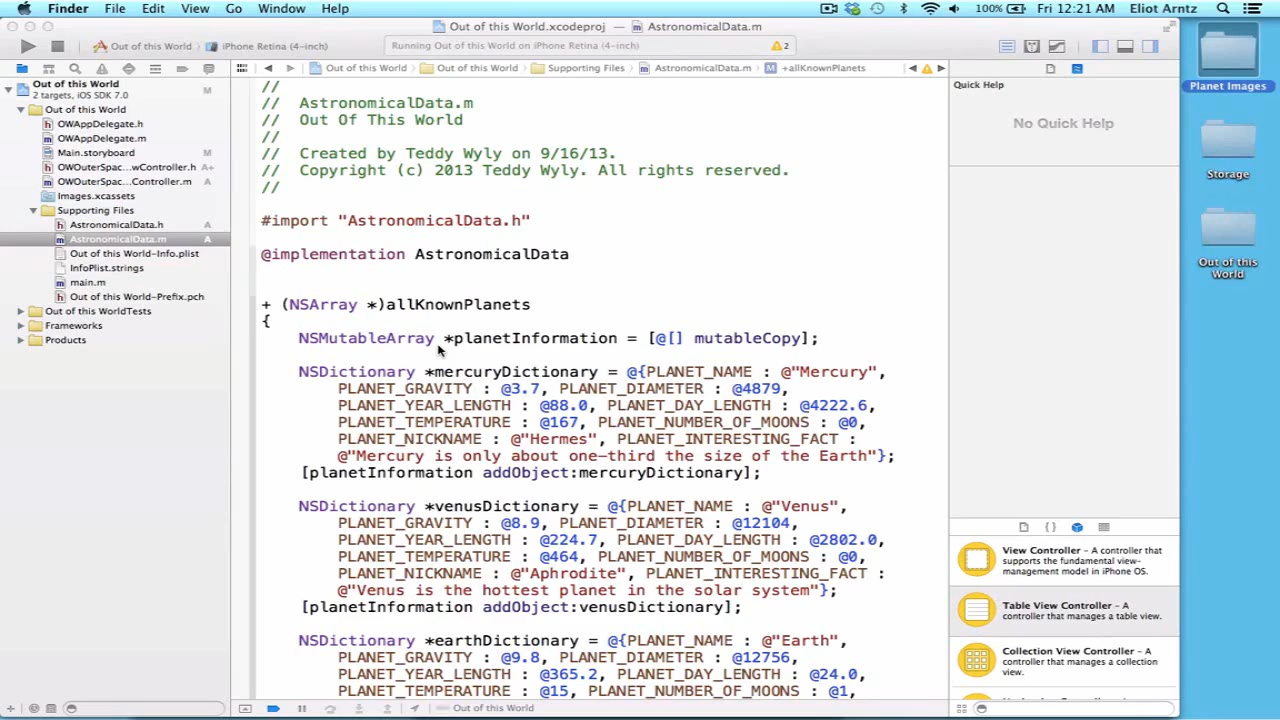 Finder File Edit View Go Window Help 100% Fri 12:21 AM Eliot Arntz
Out of this World.xcodeproj — AstronomicalData.m
Out of this World iPhone Retina (4-inch) Running Out of this World on iPhone Retina (4-inch) 2
Out of this World Out of this World Supporting Files AstronomicalData.m +allKnownPlanets
Out of this World M
2 targets, iOS SDK 7.0
Out of this World
OWAppDelegate.h
OWAppDelegate.m
Main.storyboard M
OWOuterSpac...wController.h A+
OWOuterSpac...Controller.m A
Images.xcassets
Supporting Files
AstronomicalData.h A
AstronomicalData.m A
Out of this World-Info.plist
InfoPlist.strings
main.m
Out of this World-Prefix.pch
Out of this WorldTests
Frameworks
Products
//
// AstronomicalData.m
// Out Of This World
//
// Created by Teddy Wyly on 9/16/13.
// Copyright (c) 2013 Teddy Wyly. All rights reserved.
//
#import "AstronomicalData.h"
@implementation AstronomicalData
+ (NSArray *)allKnownPlanets
{
NSMutableArray *planetInformation = [@[] mutableCopy];
NSDictionary *mercuryDictionary = @{PLANET_NAME : @"Mercury",
PLANET_GRAVITY : @3.7, PLANET_DIAMETER : @4879,
PLANET_YEAR_LENGTH : @88.0, PLANET_DAY_LENGTH : @4222.6,
PLANET_TEMPERATURE : @167, PLANET_NUMBER_OF_MOONS : @0,
PLANET_NICKNAME : @"Hermes", PLANET_INTERESTING_FACT :
@"Mercury is only about one-third the size of the Earth"};
[planetInformation addObject:mercuryDictionary];
NSDictionary *venusDictionary = @{PLANET_NAME : @"Venus",
PLANET_GRAVITY : @8.9, PLANET_DIAMETER : @12104,
PLANET_YEAR_LENGTH : @224.7, PLANET_DAY_LENGTH : @2802.0,
PLANET_TEMPERATURE : @464, PLANET_NUMBER_OF_MOONS : @0,
PLANET_NICKNAME : @"Aphrodite", PLANET_INTERESTING_FACT :
@"Venus is the hottest planet in the solar system"};
[planetInformation addObject:venusDictionary];
NSDictionary *earthDictionary = @{PLANET_NAME : @"Earth",
PLANET_GRAVITY : @9.8, PLANET_DIAMETER : @12756,
PLANET_YEAR_LENGTH : @365.2, PLANET_DAY_LENGTH : @24.0,
PLANET_TEMPERATURE : @15, PLANET_NUMBER_OF_MOONS : @1,
Out of this World
Quick Help
No Quick Help
View Controller – A controller that
supports the fundamental view-
management model in iPhone OS.
Table View Controller – A
controller that manages a table view.
Collection View Controller – A
controller that manages a collection
view.
Planet Images
Storage
Out of this
World